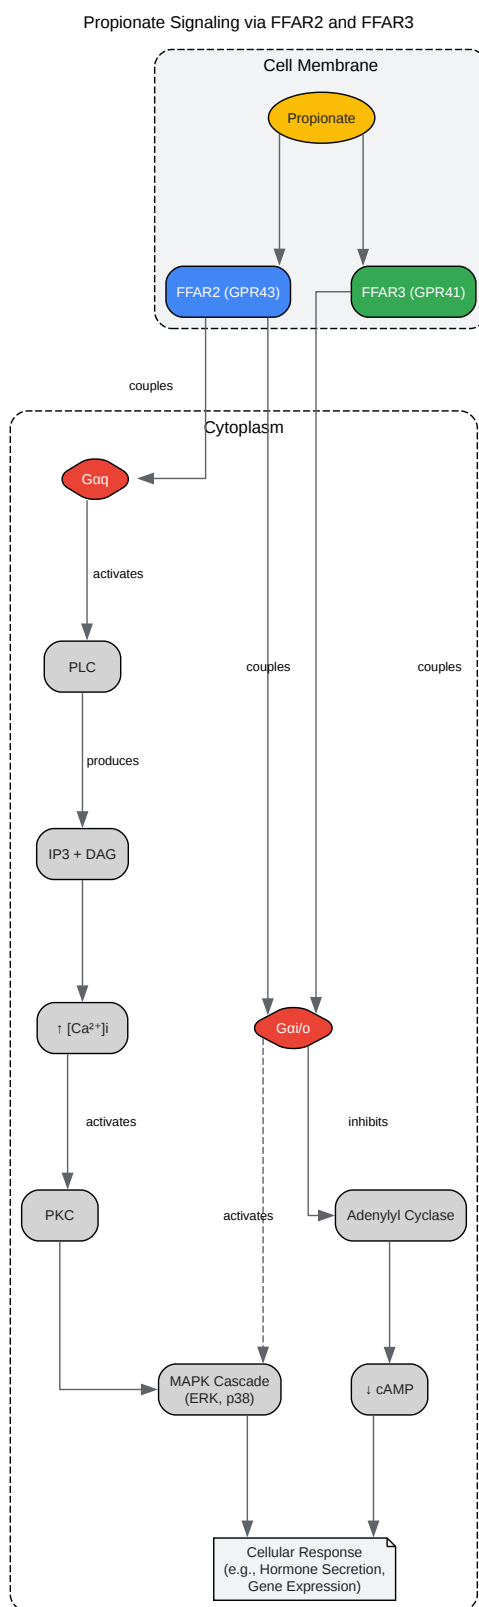 Propionate Signaling via FFAR2 and FFAR3
Cell Membrane
Propionate
FFAR2 (GPR43)
FFAR3 (GPR41)
couples
Cytoplasm
Gαq
activates
PLC
couples
couples
produces
IP3 + DAG
↑ [Ca²⁺]i
Gαi/o
activates
inhibits
PKC
activates
Adenylyl Cyclase
MAPK Cascade
(ERK, p38)
↓ cAMP
Cellular Response
(e.g., Hormone Secretion,
Gene Expression)